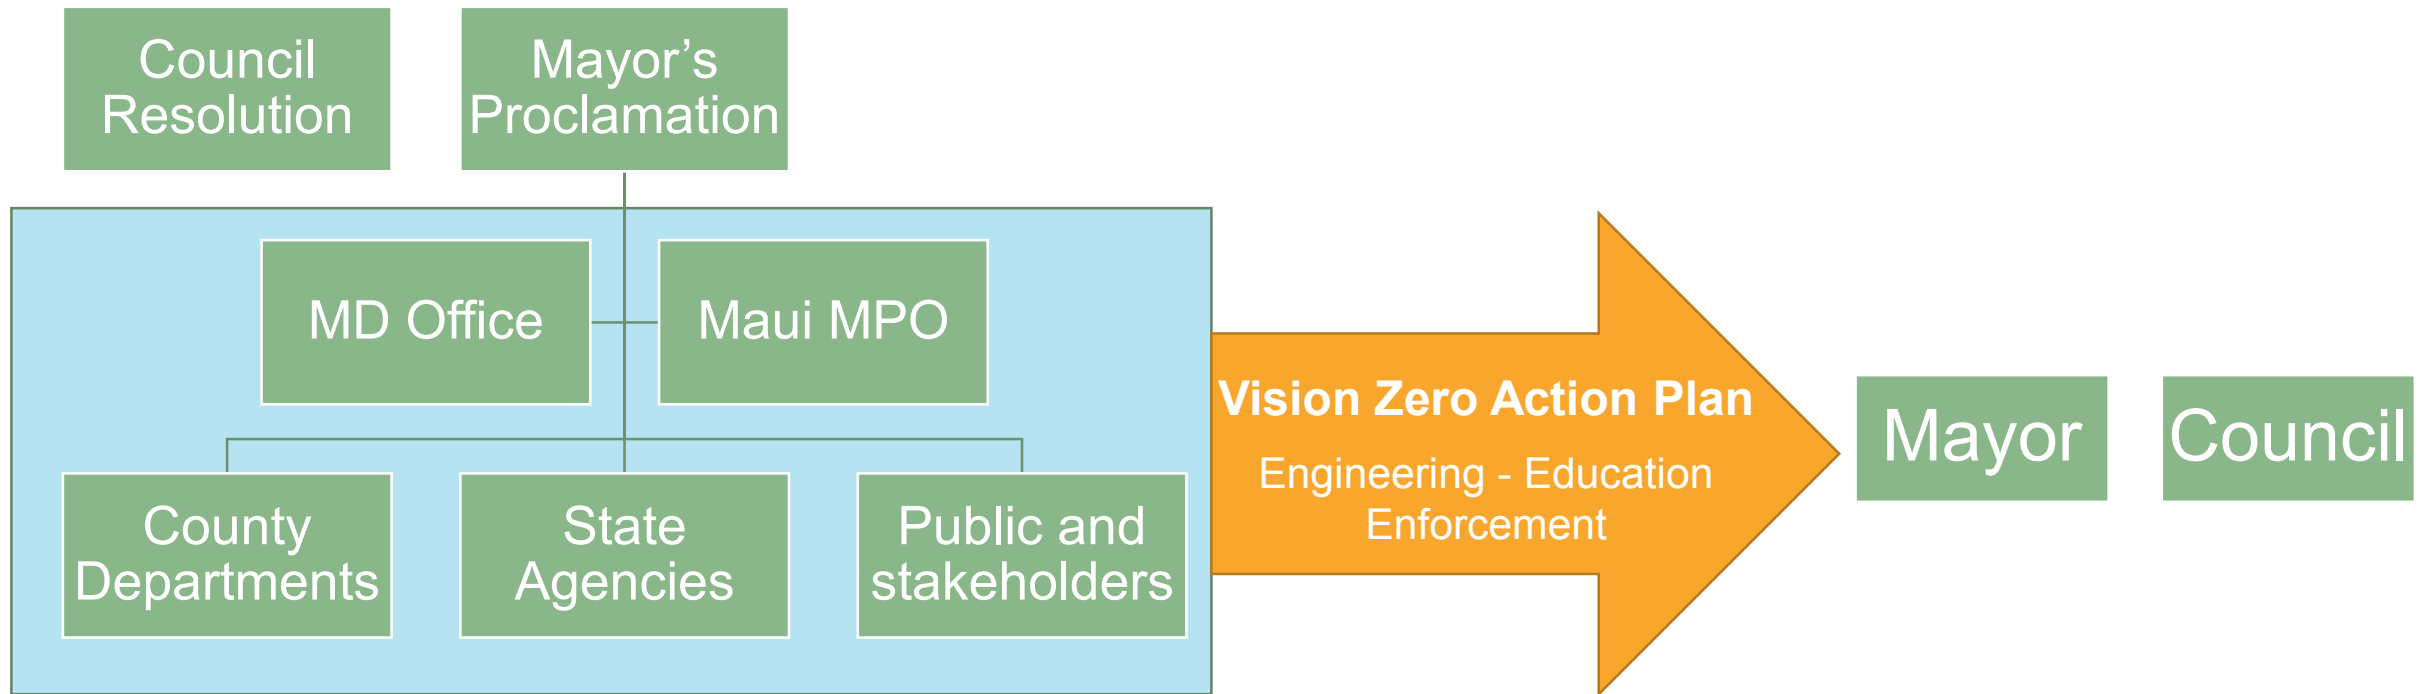 Council
Resolution
Mayor’s
Proclamation
MD Office
Maui MPO
County
Departments
State
Agencies
Public and
stakeholders
Vision Zero Action Plan
Engineering - Education
Enforcement
Mayor
Council